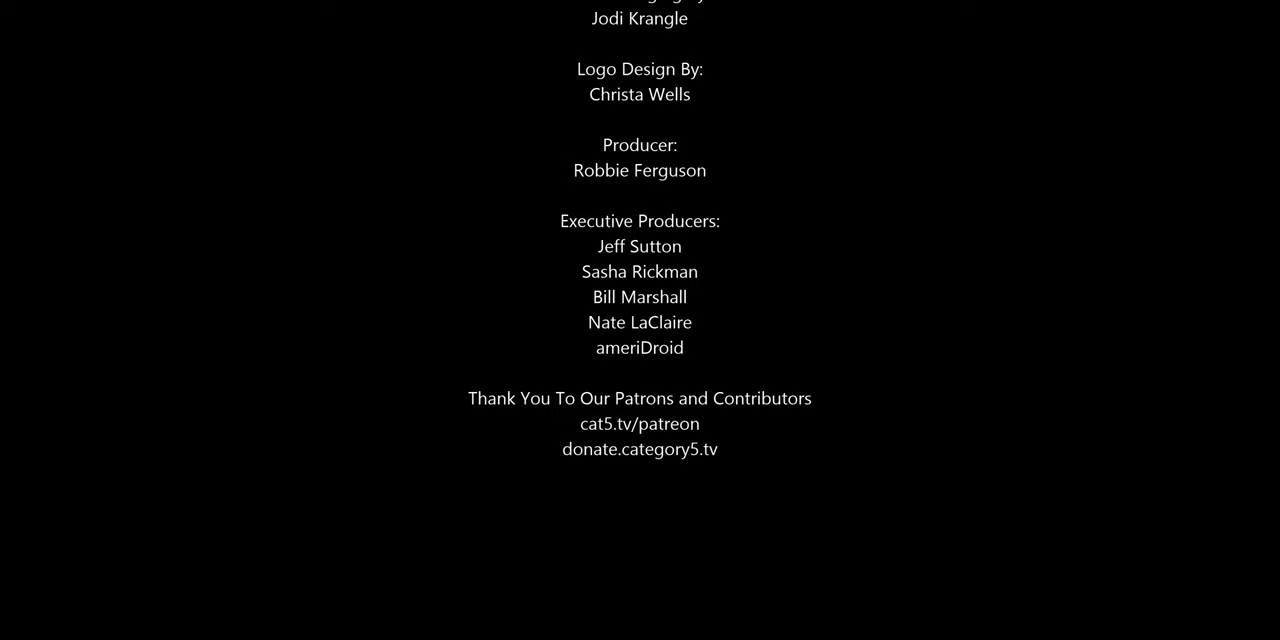 Jodi Krangle
Logo Design By:
Christa Wells
Producer:
Robbie Ferguson
Executive Producers:
Jeff Sutton
Sasha Rickman
Bill Marshall
Nate LaClaire
ameriDroid
Thank You To Our Patrons and Contributors
cat5.tv/patreon
donate.category5.tv